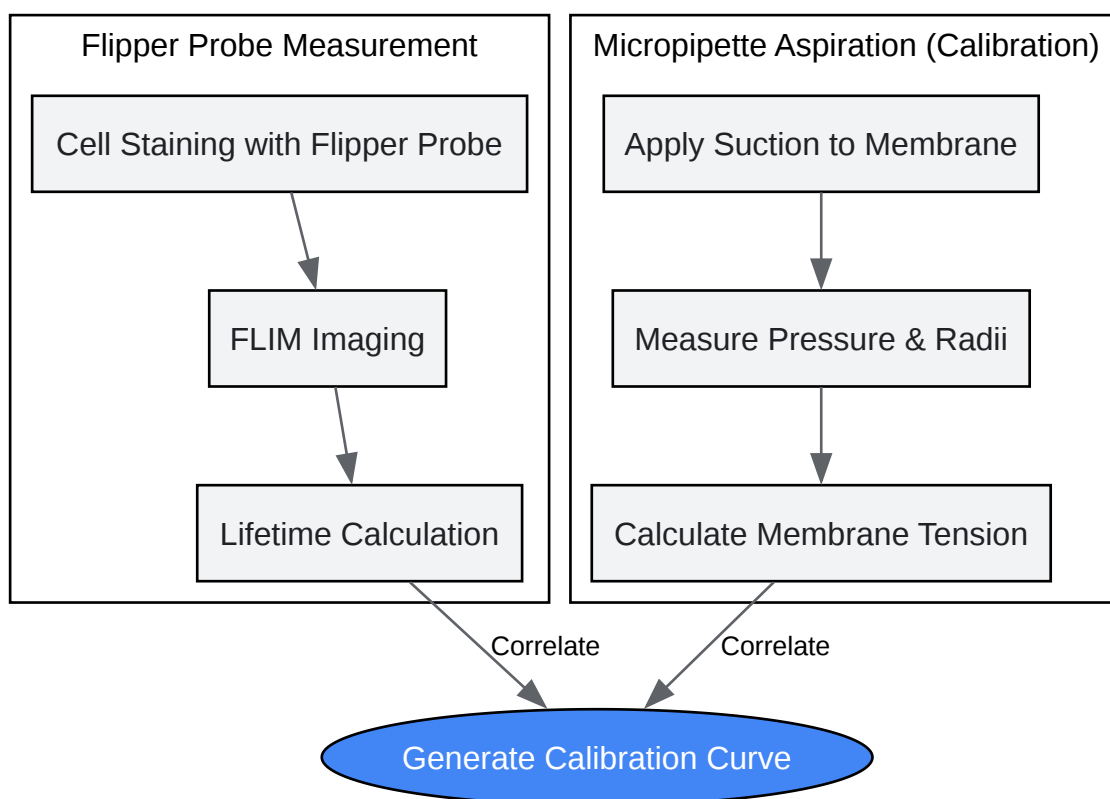 Flipper Probe Measurement
Cell Staining with Flipper Probe
FLIM Imaging
Lifetime Calculation
Micropipette Aspiration (Calibration)
Apply Suction to Membrane
Measure Pressure & Radii
Calculate Membrane Tension
Correlate
Correlate
Generate Calibration Curve